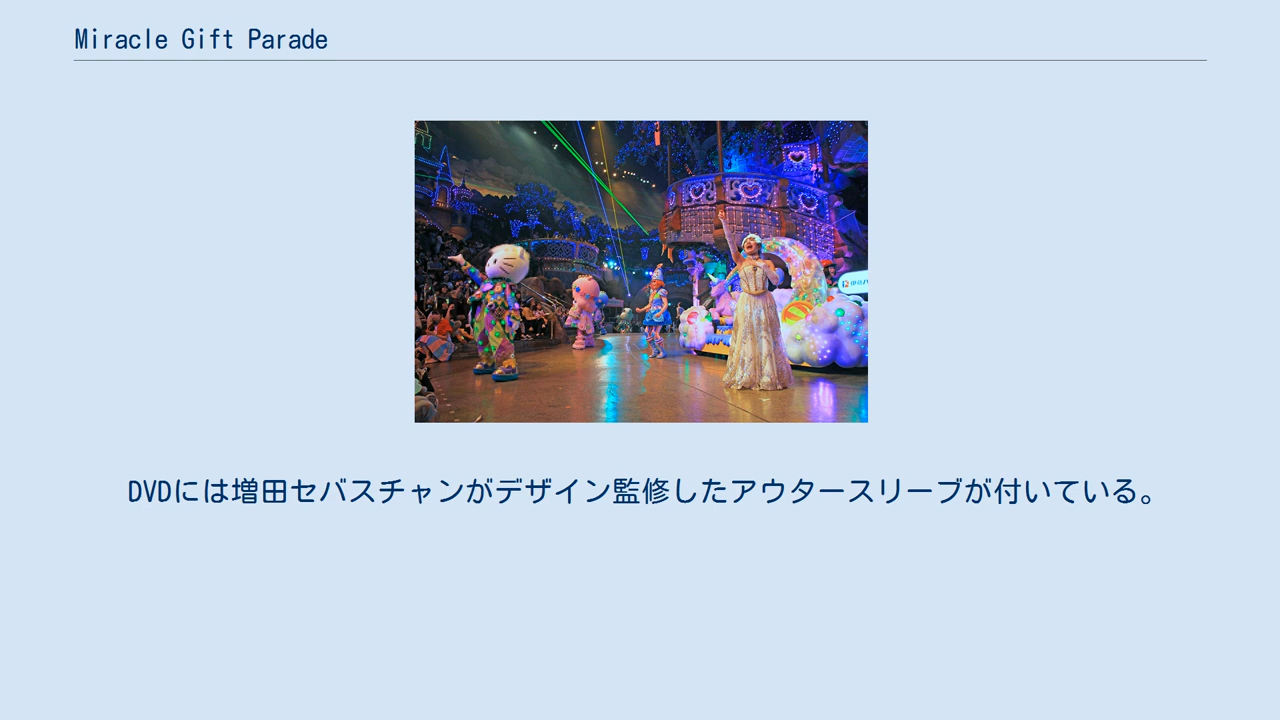 Miracle Gift Parade
DVDには増田セバスチャンがデザイン監修したアウタースリーブが付いている。